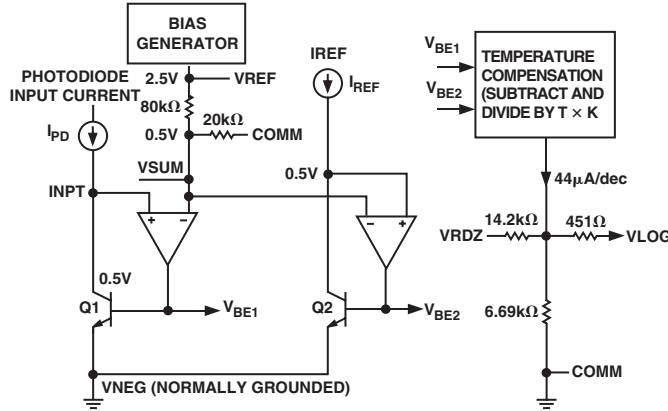 BIAS
GENERATOR
PHOTODIODE
INPUT CURRENT
2.5V
VREF
IREF
I_REF
80kΩ
20kΩ
COMM
0.5V
I_PD
VSUM
INPT
0.5V
+ −
− +
0.5V
Q1
V_BE1
Q2
V_BE2
VNEG (NORMALLY GROUNDED)
V_BE1
V_BE2
TEMPERATURE
COMPENSATION
(SUBTRACT AND
DIVIDE BY T × K
44µA/dec
14.2kΩ
451Ω
VRDZ
VLOG
6.69kΩ
COMM